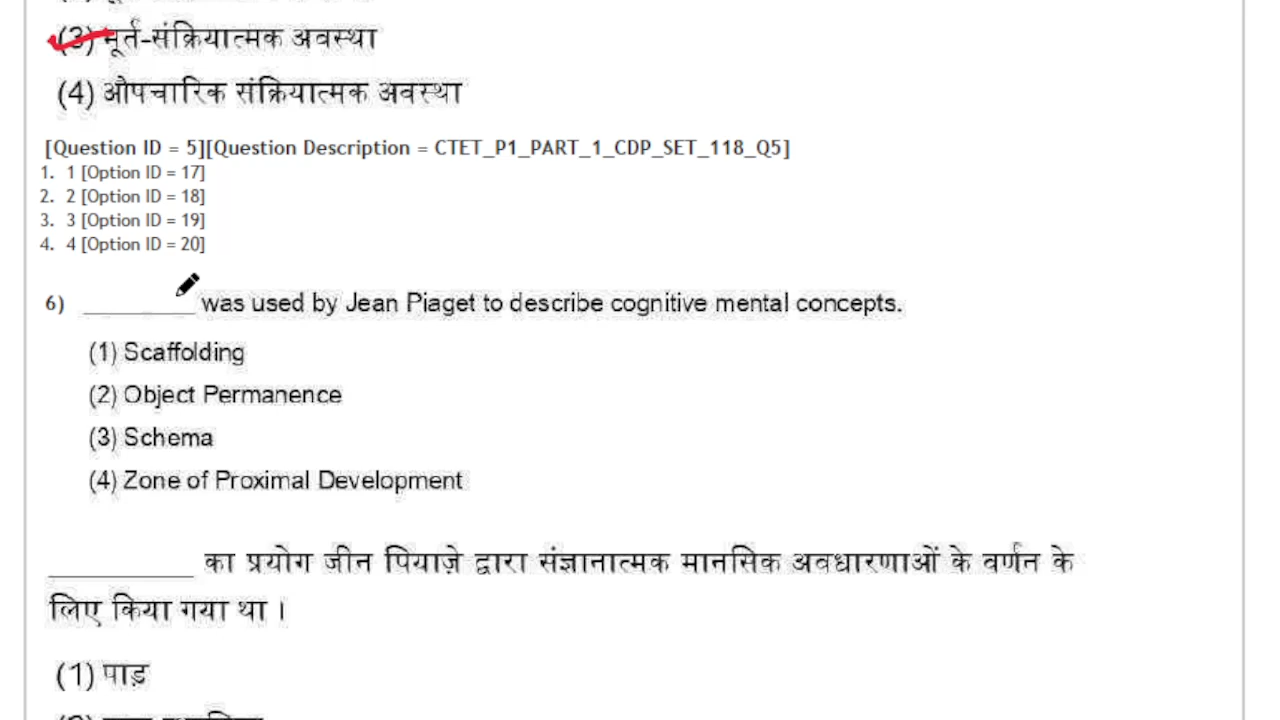 (3) मूर्त-संक्रियात्मक अवस्था
(4) औपचारिक संक्रियात्मक अवस्था
[Question ID = 5][Question Description = CTET_P1_PART_1_CDP_SET_118_Q5]
1. 1 [Option ID = 17]
2. 2 [Option ID = 18]
3. 3 [Option ID = 19]
4. 4 [Option ID = 20]
6) ________ was used by Jean Piaget to describe cognitive mental concepts.
(1) Scaffolding
(2) Object Permanence
(3) Schema
(4) Zone of Proximal Development
________ का प्रयोग जीन पियाज़े द्वारा संज्ञानात्मक मानसिक अवधारणाओं के वर्णन के
लिए किया गया था ।
(1) पाड़